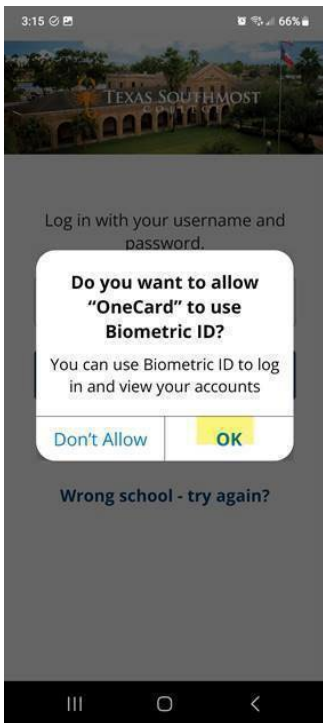 3:15 66%
TEXAS SOUTHMOST
COLLEGE
Log in with your username and
password.
Do you want to allow
“OneCard” to use
Biometric ID?
You can use Biometric ID to log
in and view your accounts
Don’t Allow OK
Wrong school - try again?